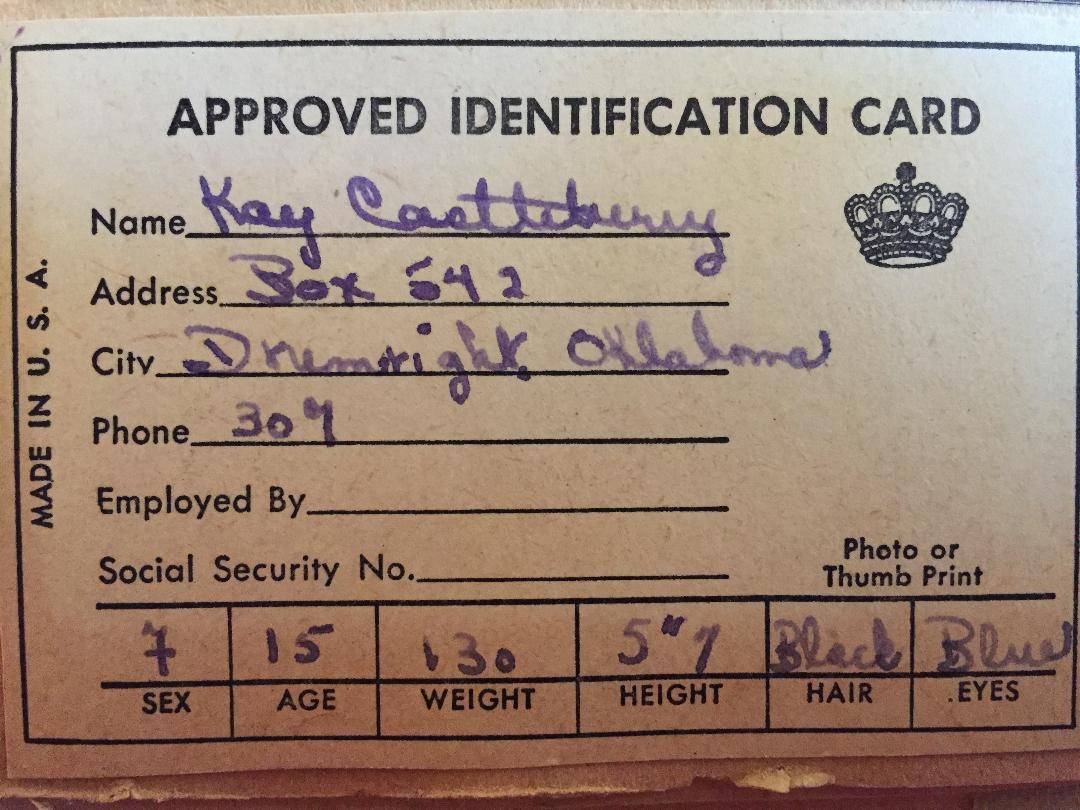 APPROVED IDENTIFICATION CARD
Name Kay Castleberry
Address Box 542
City Drumright, Oklahoma
Phone 307
Employed By
Social Security No.
Photo or
Thumb Print
MADE IN U. S. A.
F 15 130 5"7 Black Blue
SEX AGE WEIGHT HEIGHT HAIR EYES